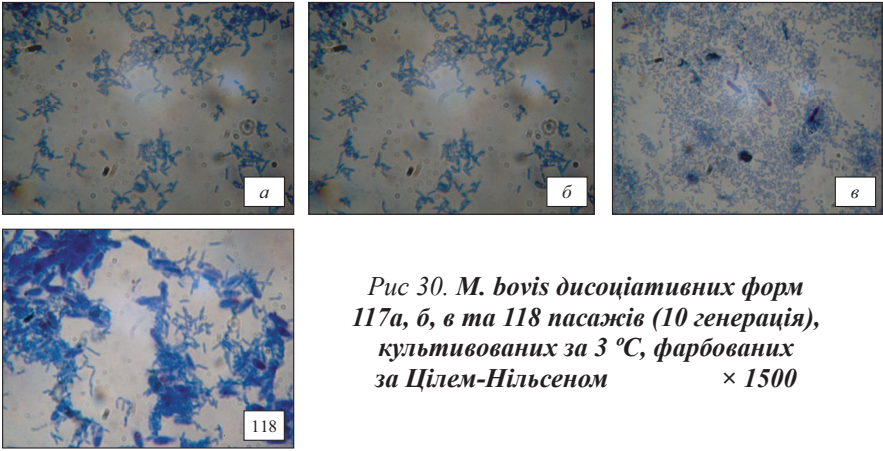 а
б
в
118
Рис 30. M. bovis дисоціативних форм
117а, б, в та 118 пасажів (10 генерація),
культивованих за 3 ºС, фарбованих
за Цілем-Нільсеном × 1500